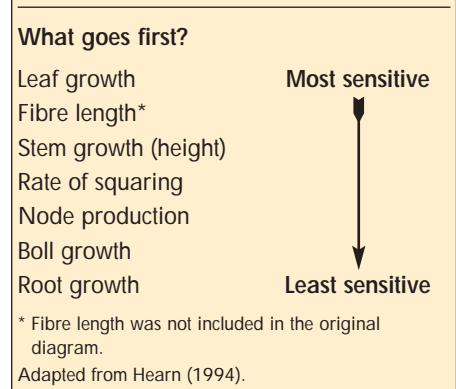 What goes first?
Leaf growth Most sensitive
Fibre length*
Stem growth (height)
Rate of squaring
Node production
Boll growth
Root growth Least sensitive
* Fibre length was not included in the original
diagram.
Adapted from Hearn (1994).